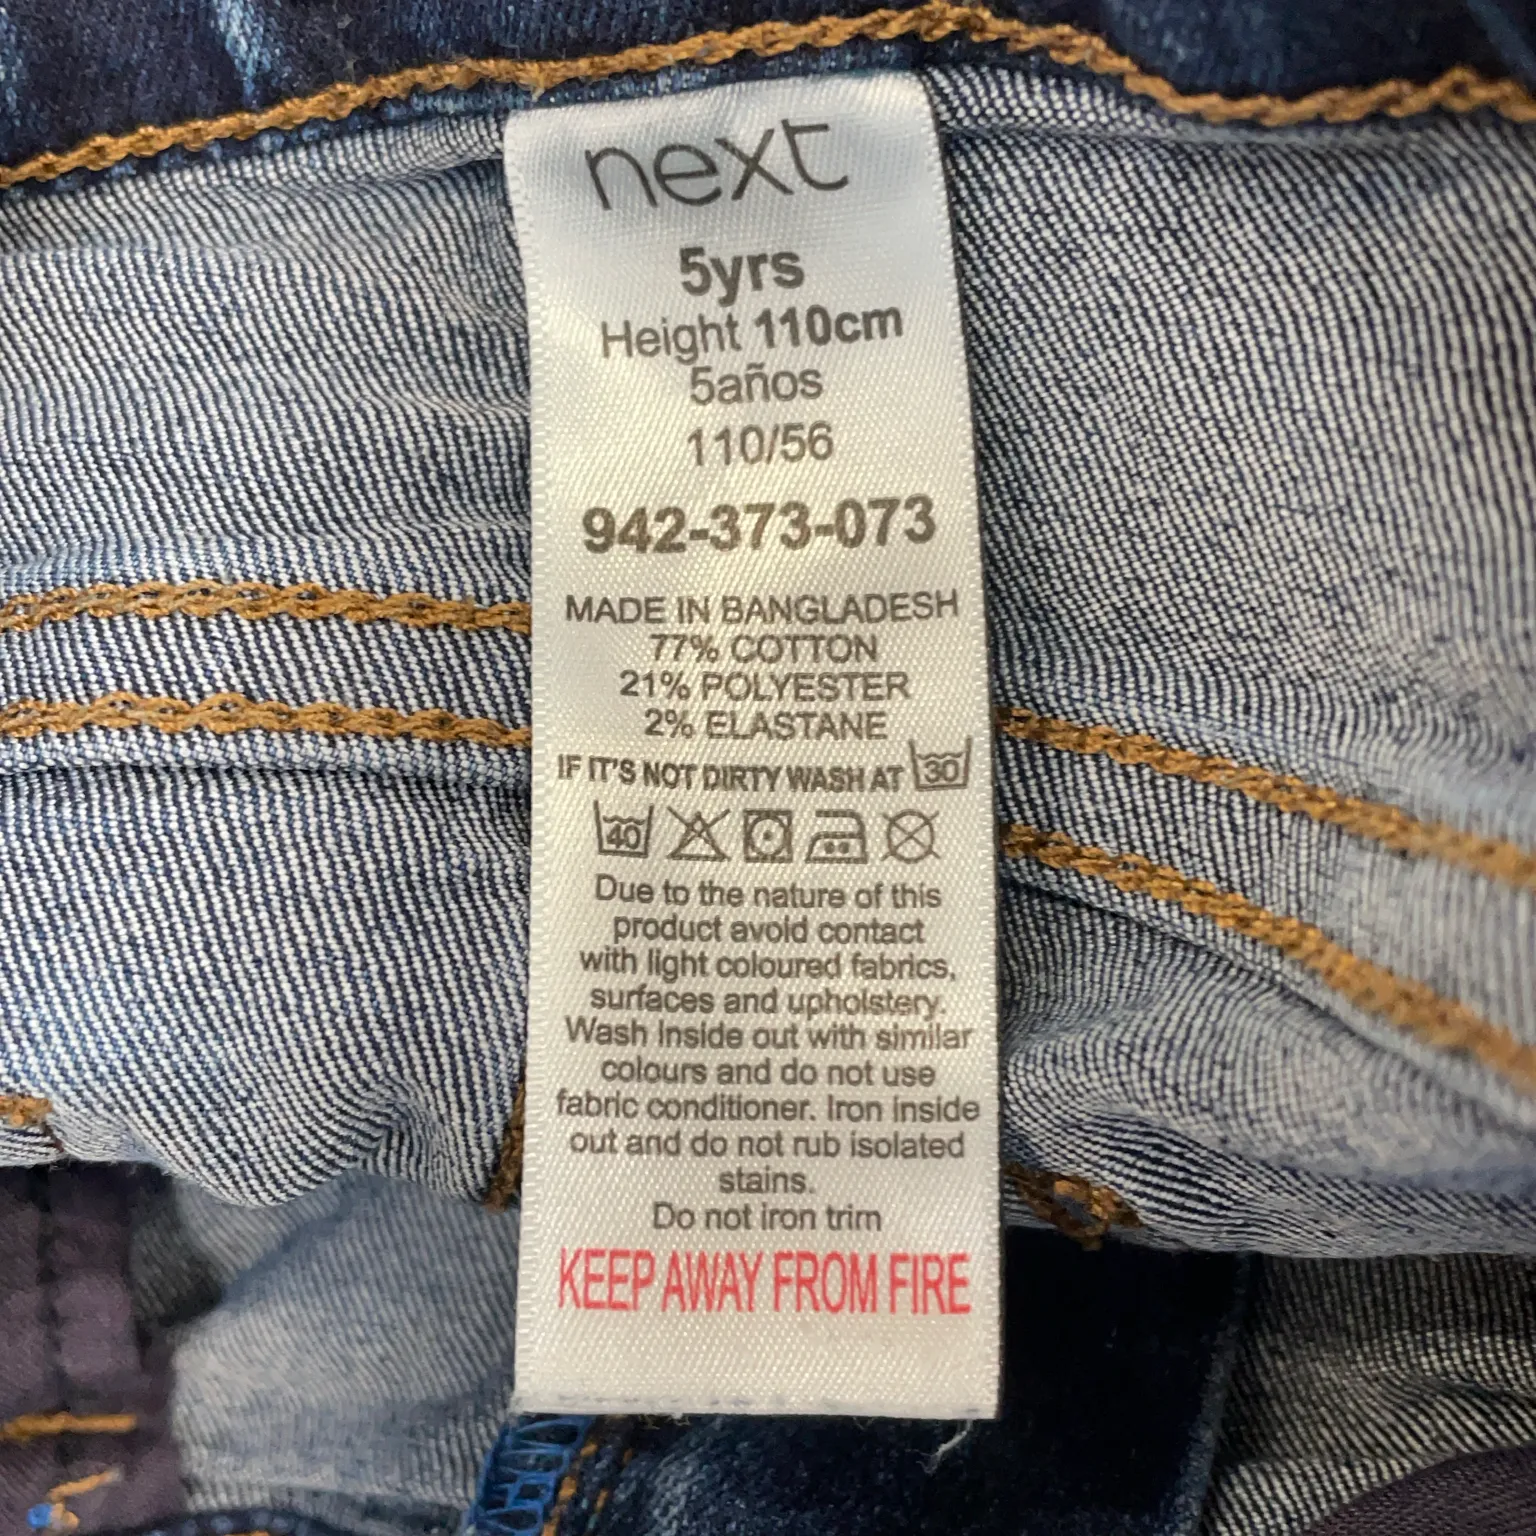 next
5yrs
Height 110cm
5años
110/56
942-373-073
MADE IN BANGLADESH
77% COTTON
21% POLYESTER
2% ELASTANE
IF IT'S NOT DIRTY WASH AT 30
40
Due to the nature of this
product avoid contact
with light coloured fabrics,
surfaces and upholstery.
Wash inside out with similar
colours and do not use
fabric conditioner. Iron inside
out and do not rub isolated
stains.
Do not iron trim
KEEP AWAY FROM FIRE